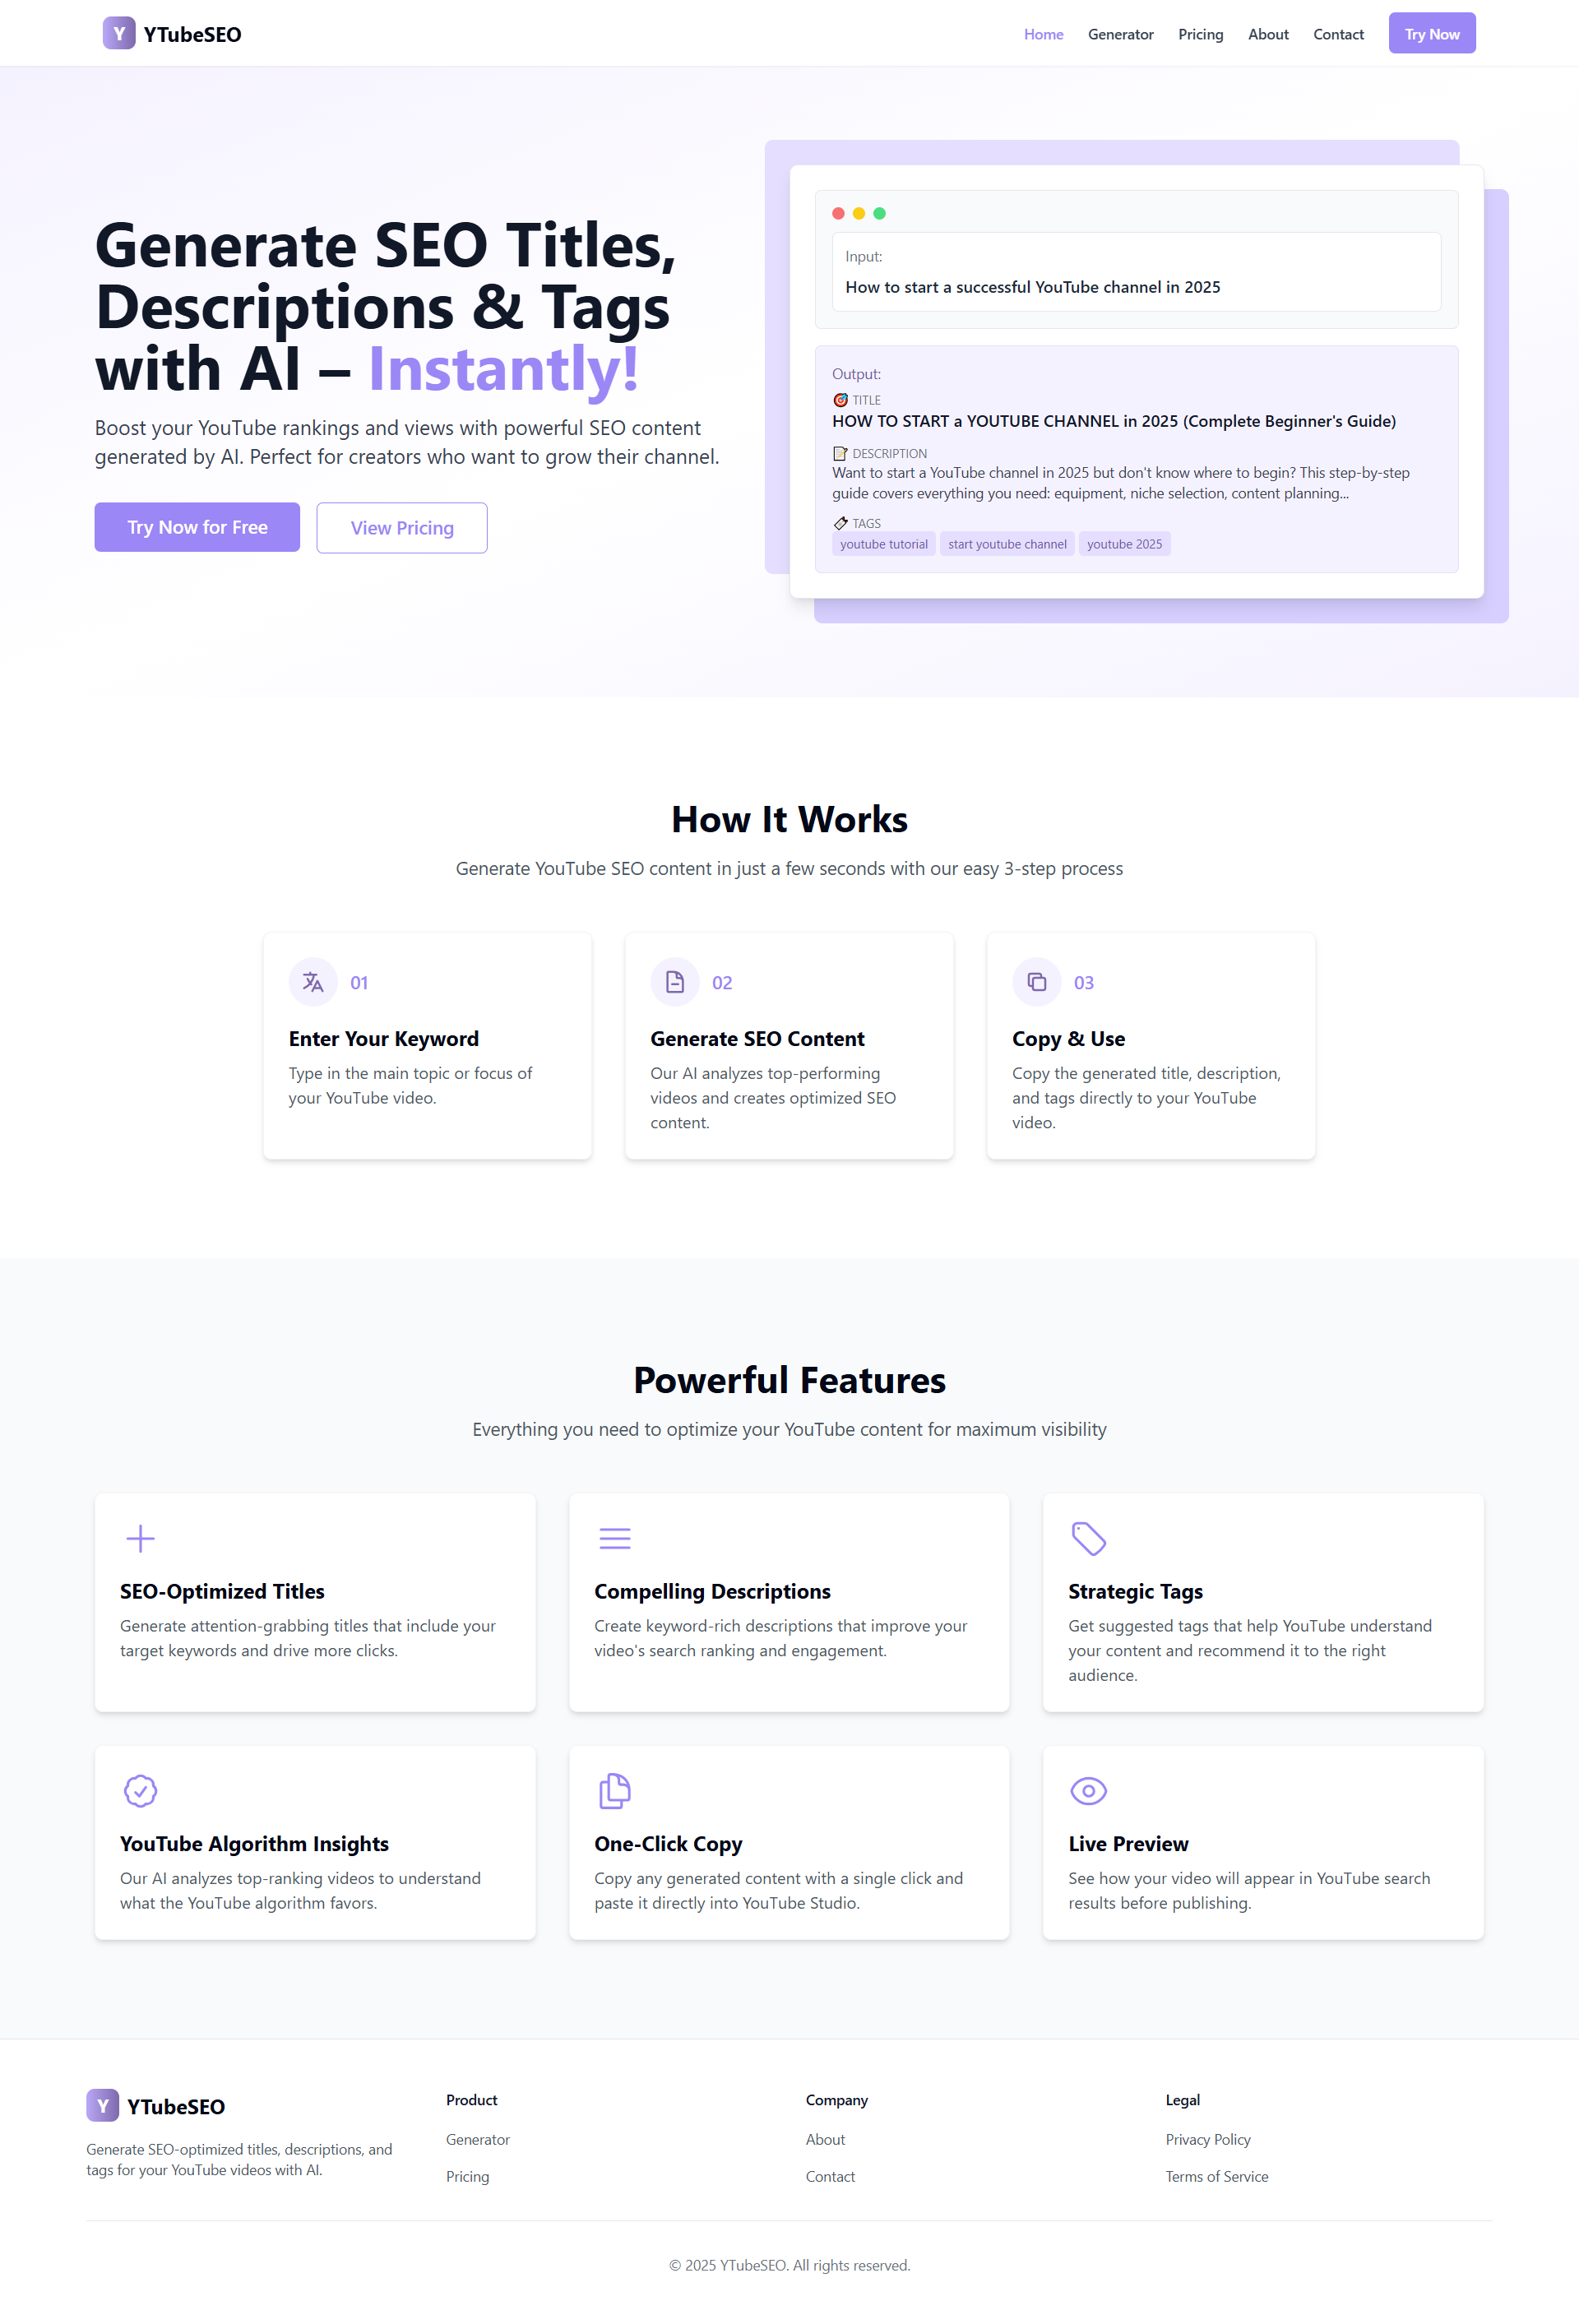 Y YTubeSEO
Home Generator Pricing About Contact Try Now
Generate SEO Titles,
Descriptions & Tags
with AI – Instantly!
Boost your YouTube rankings and views with powerful SEO content
generated by AI. Perfect for creators who want to grow their channel.
Try Now for Free View Pricing
Input:
How to start a successful YouTube channel in 2025
Output:
🎯 TITLE
HOW TO START a YOUTUBE CHANNEL in 2025 (Complete Beginner's Guide)
📝 DESCRIPTION
Want to start a YouTube channel in 2025 but don't know where to begin? This step-by-step
guide covers everything you need: equipment, niche selection, content planning...
🏷 TAGS
youtube tutorial start youtube channel youtube 2025
How It Works
Generate YouTube SEO content in just a few seconds with our easy 3-step process
01
Enter Your Keyword
Type in the main topic or focus of
your YouTube video.
02
Generate SEO Content
Our AI analyzes top-performing
videos and creates optimized SEO
content.
03
Copy & Use
Copy the generated title, description,
and tags directly to your YouTube
video.
Powerful Features
Everything you need to optimize your YouTube content for maximum visibility
SEO-Optimized Titles
Generate attention-grabbing titles that include your
target keywords and drive more clicks.
Compelling Descriptions
Create keyword-rich descriptions that improve your
video's search ranking and engagement.
Strategic Tags
Get suggested tags that help YouTube understand
your content and recommend it to the right
audience.
YouTube Algorithm Insights
Our AI analyzes top-ranking videos to understand
what the YouTube algorithm favors.
One-Click Copy
Copy any generated content with a single click and
paste it directly into YouTube Studio.
Live Preview
See how your video will appear in YouTube search
results before publishing.
Y YTubeSEO
Generate SEO-optimized titles, descriptions, and
tags for your YouTube videos with AI.
Product
Generator
Pricing
Company
About
Contact
Legal
Privacy Policy
Terms of Service
© 2025 YTubeSEO. All rights reserved.